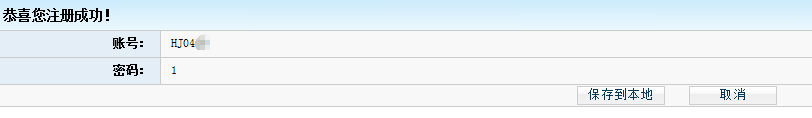 恭喜您注册成功！
账号： HJ04
密码： 1
保存到本地 取消